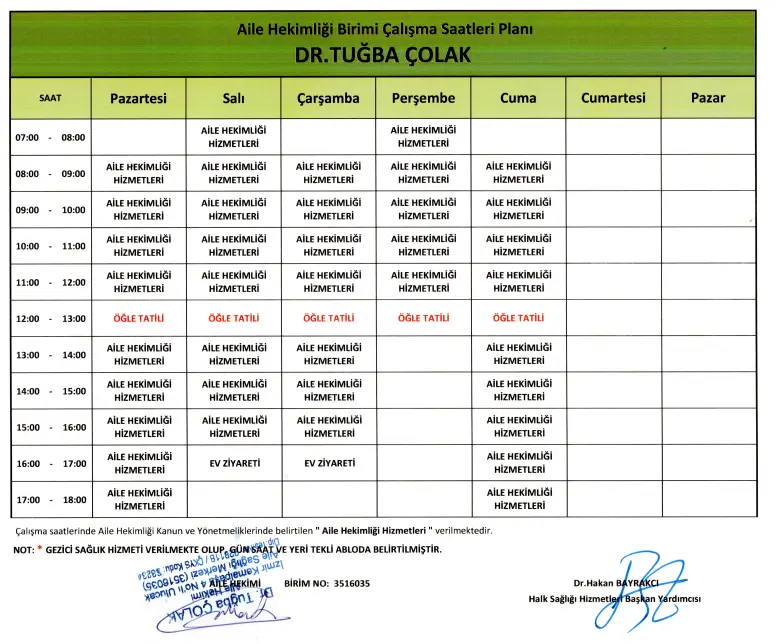 Aile Hekimliği Birimi Çalışma Saatleri Planı
DR.TUĞBA ÇOLAK
SAAT Pazartesi Salı Çarşamba Perşembe Cuma Cumartesi Pazar
07:00 - 08:00 AİLE HEKİMLİĞİ HİZMETLERİ AİLE HEKİMLİĞİ HİZMETLERİ
08:00 - 09:00 AİLE HEKİMLİĞİ HİZMETLERİ AİLE HEKİMLİĞİ HİZMETLERİ AİLE HEKİMLİĞİ HİZMETLERİ AİLE HEKİMLİĞİ HİZMETLERİ AİLE HEKİMLİĞİ HİZMETLERİ
09:00 - 10:00 AİLE HEKİMLİĞİ HİZMETLERİ AİLE HEKİMLİĞİ HİZMETLERİ AİLE HEKİMLİĞİ HİZMETLERİ AİLE HEKİMLİĞİ HİZMETLERİ AİLE HEKİMLİĞİ HİZMETLERİ
10:00 - 11:00 AİLE HEKİMLİĞİ HİZMETLERİ AİLE HEKİMLİĞİ HİZMETLERİ AİLE HEKİMLİĞİ HİZMETLERİ AİLE HEKİMLİĞİ HİZMETLERİ AİLE HEKİMLİĞİ HİZMETLERİ
11:00 - 12:00 AİLE HEKİMLİĞİ HİZMETLERİ AİLE HEKİMLİĞİ HİZMETLERİ AİLE HEKİMLİĞİ HİZMETLERİ AİLE HEKİMLİĞİ HİZMETLERİ AİLE HEKİMLİĞİ HİZMETLERİ
12:00 - 13:00 ÖĞLE TATİLİ ÖĞLE TATİLİ ÖĞLE TATİLİ ÖĞLE TATİLİ ÖĞLE TATİLİ
13:00 - 14:00 AİLE HEKİMLİĞİ HİZMETLERİ AİLE HEKİMLİĞİ HİZMETLERİ AİLE HEKİMLİĞİ HİZMETLERİ AİLE HEKİMLİĞİ HİZMETLERİ
14:00 - 15:00 AİLE HEKİMLİĞİ HİZMETLERİ AİLE HEKİMLİĞİ HİZMETLERİ AİLE HEKİMLİĞİ HİZMETLERİ AİLE HEKİMLİĞİ HİZMETLERİ
15:00 - 16:00 AİLE HEKİMLİĞİ HİZMETLERİ AİLE HEKİMLİĞİ HİZMETLERİ AİLE HEKİMLİĞİ HİZMETLERİ AİLE HEKİMLİĞİ HİZMETLERİ
16:00 - 17:00 AİLE HEKİMLİĞİ HİZMETLERİ EV ZİYARETİ EV ZİYARETİ AİLE HEKİMLİĞİ HİZMETLERİ
17:00 - 18:00 AİLE HEKİMLİĞİ HİZMETLERİ AİLE HEKİMLİĞİ HİZMETLERİ
Çalışma saatlerinde Aile Hekimliği Kanun ve Yönetmeliklerinde belirtilen " Aile Hekimliği Hizmetleri " verilmektedir.
NOT: * GEZİCİ SAĞLIK HİZMETİ VERİLMEKTE OLUP, GÜN SAAT VE YERİ TEKLİ ABLODA BELİRTİLMİŞTİR.
AİLE HEKİMİ BİRİM NO: 3516035
Dr.Hakan BAYRAKCI
Halk Sağlığı Hizmetleri Başkan Yardımcısı
Dr. Tuğba ÇOLAK
Aile Hekimi
Kemalpaşa 4 No'lı Ulucak
Aile Sağlığı Merkezi (3516035)
İzmir